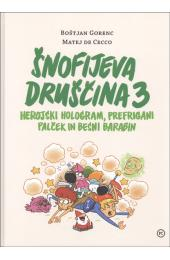 BOŠTJAN GORENC
MATEJ DE CECCO
ŠNOFIJEVA
DRUŠČINA 3
HEROJSKI HOLOGRAM, PREFRIGANI
PALČEK IN BESNI BARABIN